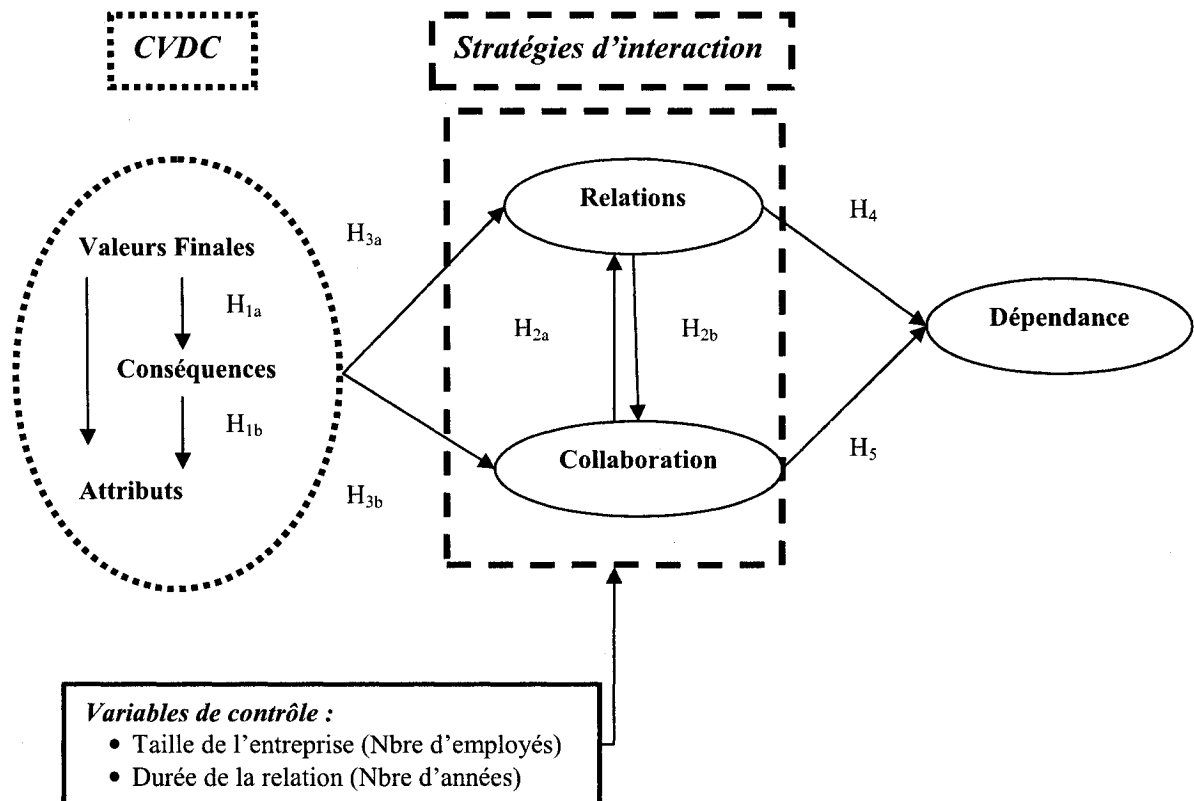 CVDC
Stratégies d'interaction
Relations
Valeurs Finales
H3a
H4
H1a
H2a
H2b
Dépendance
Conséquences
H1b
Collaboration
H5
Attributs
H3b
Variables de contrôle :
• Taille de l'entreprise (Nbre d'employés)
• Durée de la relation (Nbre d'années)